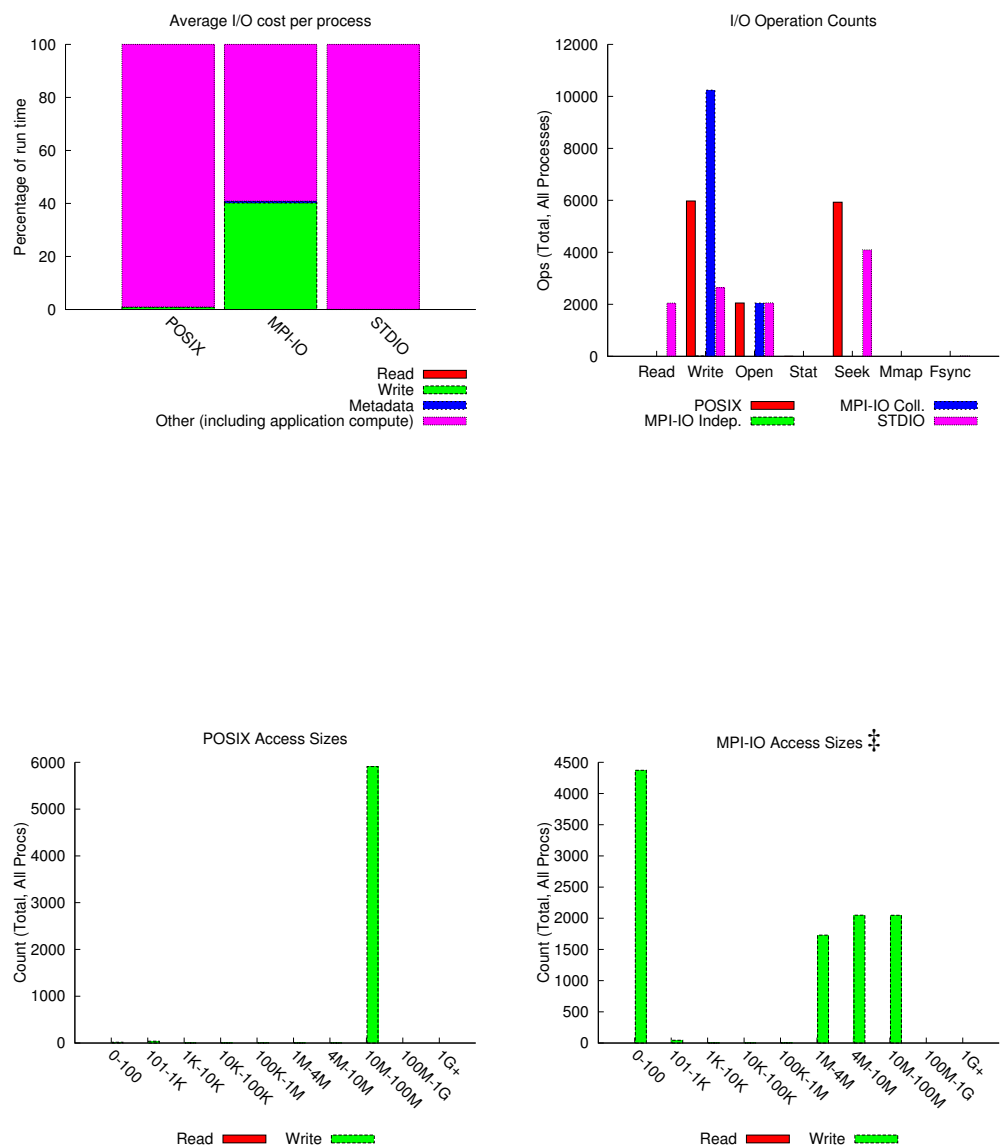 Average I/O cost per process
Percentage of run time
100
80
60
40
20
0
POSIX
MPI-IO
STDIO
Read
Write
Metadata
Other (including application compute)
I/O Operation Counts
Ops (Total, All Processes)
12000
10000
8000
6000
4000
2000
0
Read Write Open Stat Seek Mmap Fsync
POSIX MPI-IO Coll.
MPI-IO Indep. STDIO
POSIX Access Sizes
Count (Total, All Procs)
6000
5000
4000
3000
2000
1000
0
0-100
101-1K
1K-10K
10K-100K
100K-1M
1M-4M
4M-10M
10M-100M
100M-1G
1G+
Read Write
MPI-IO Access Sizes ‡
Count (Total, All Procs)
4500
4000
3500
3000
2500
2000
1500
1000
500
0
0-100
101-1K
1K-10K
10K-100K
100K-1M
1M-4M
4M-10M
10M-100M
100M-1G
1G+
Read Write